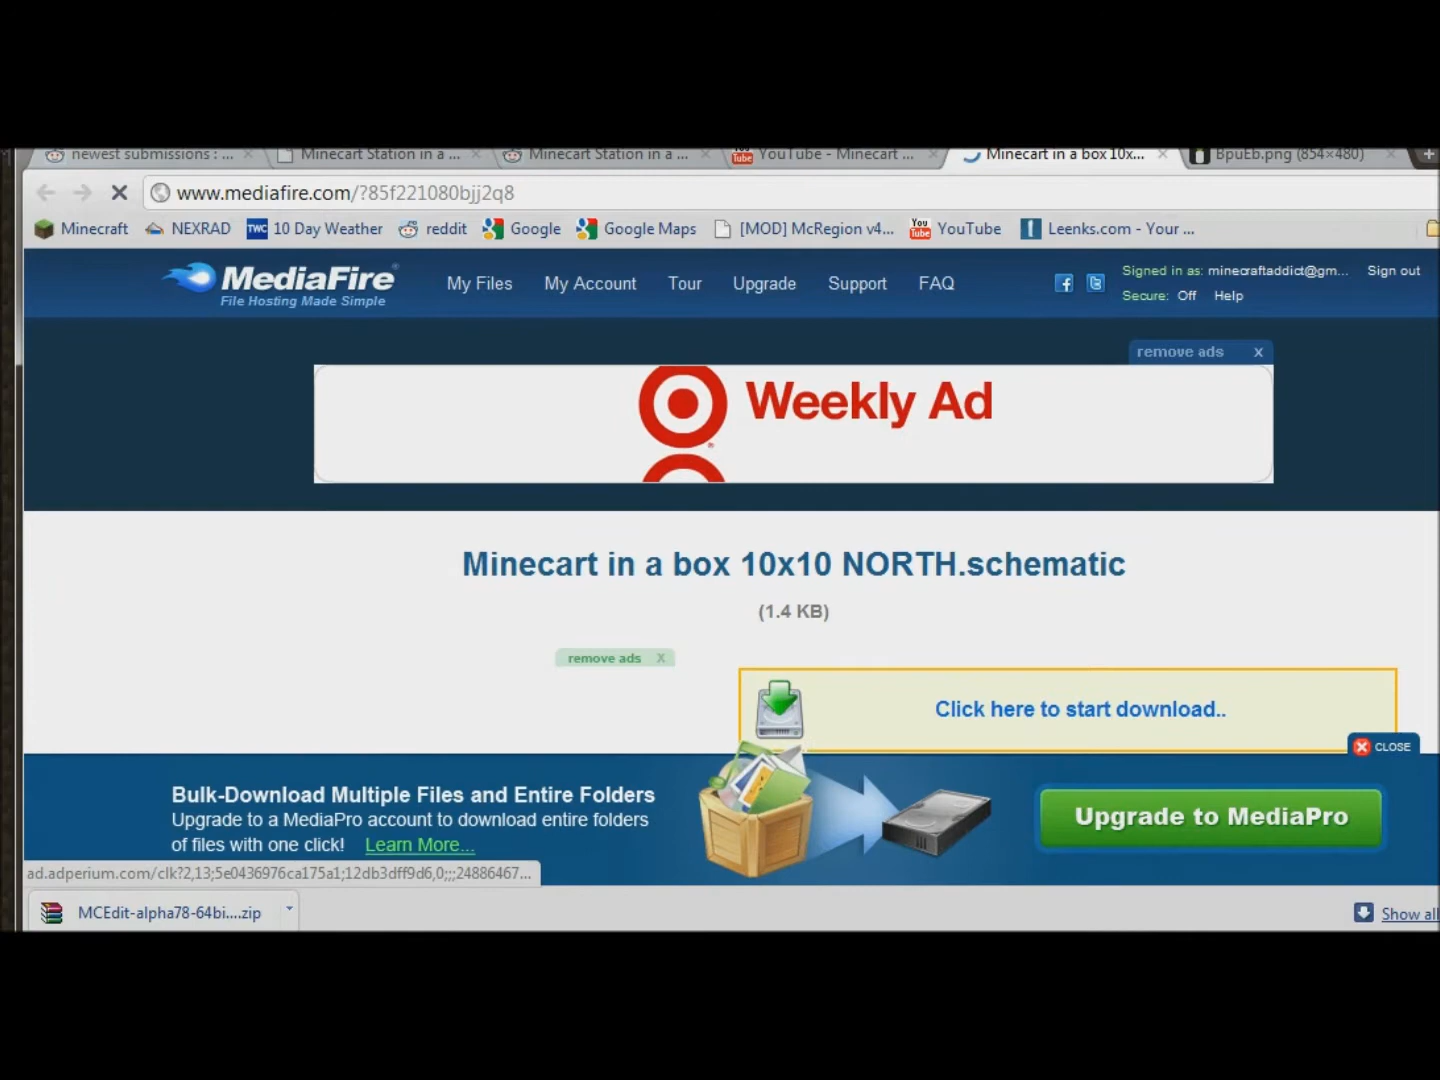 newest submissions : ...
Minecart Station in a ...
Minecart Station in a ...
You Tube YouTube - Minecart ...
Minecart in a box 10x...
BpuEb.png (854×480)
www.mediafire.com/?85f221080bjj2q8
Minecraft
NEXRAD
TWC 10 Day Weather
reddit
Google
Google Maps
[MOD] McRegion v4...
You Tube YouTube
Leenks.com - Your ...
MediaFire
File Hosting Made Simple
My Files
My Account
Tour
Upgrade
Support
FAQ
Signed in as: minecraftaddict@gm...
Sign out
Secure: Off
Help
remove ads X
Weekly Ad
Minecart in a box 10x10 NORTH.schematic
(1.4 KB)
remove ads X
Click here to start download..
CLOSE
Bulk-Download Multiple Files and Entire Folders
Upgrade to a MediaPro account to download entire folders
of files with one click! Learn More...
Upgrade to MediaPro
ad.adperium.com/clk?2,13;5e0436976ca175a1;12db3dff9d6,0;;;24886467...
MCEdit-alpha78-64bi....zip
Show all